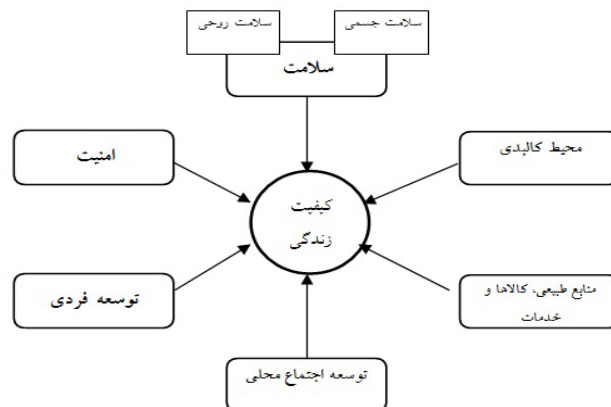 سلامت جسمی
سلامت روحی
سلامت
محیط کالبدی
امنیت
کیفیت
زندگی
منابع طبیعی، کالاها و
خدمات
توسعه فردی
توسعه اجتماع محلی